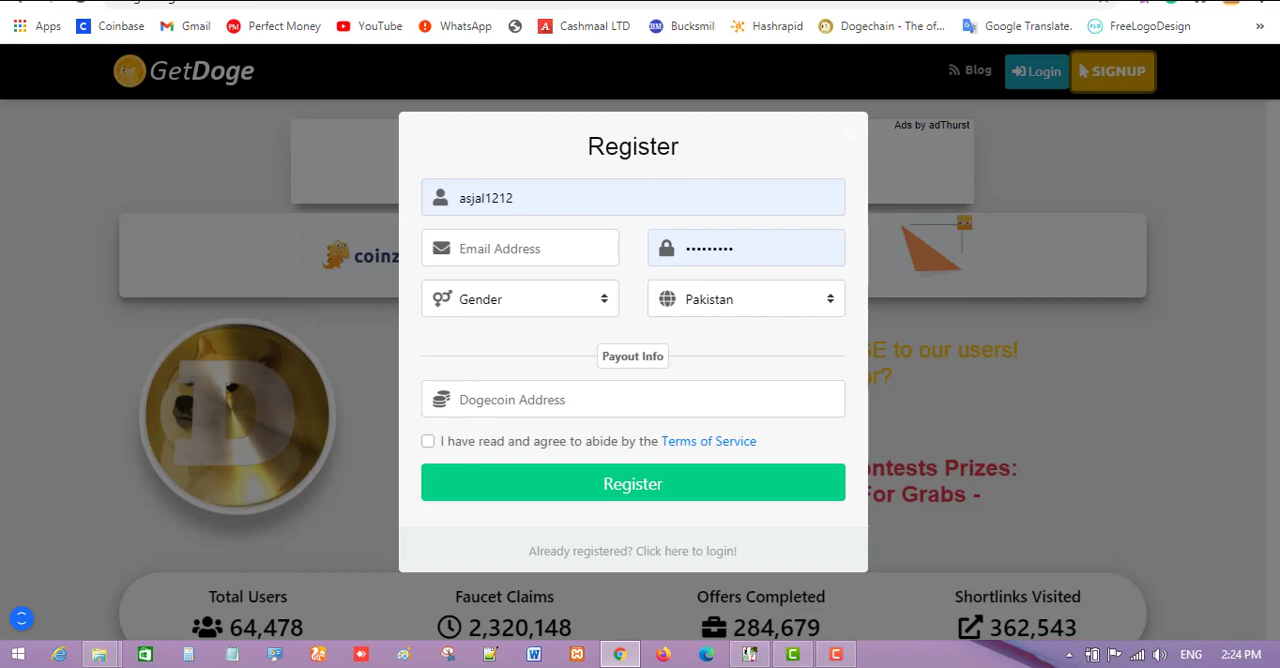 Apps Coinbase Gmail Perfect Money YouTube WhatsApp Cashmaal LTD Bucksmil Hashrapid Dogechain - The of... Google Translate. FreeLogoDesign »
GetDoge Blog Login SIGNUP
Ads by adThurst
Register
asjal1212
coinz
Email Address •••••••••
Gender Pakistan
E to our users!
Payout Info
or?
Dogecoin Address
I have read and agree to abide by the Terms of Service
ontests Prizes:
Register
For Grabs -
Already registered? Click here to login!
Total Users Faucet Claims Offers Completed Shortlinks Visited
64,478 2,320,148 284,679 362,543
ENG 2:24 PM